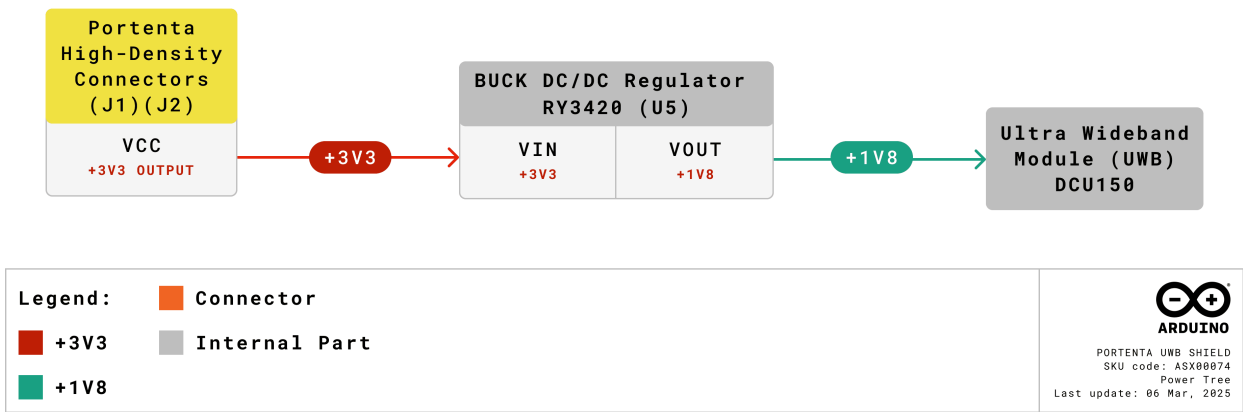 Portenta
High-Density
Connectors
(J1)(J2)
VCC
+3V3 OUTPUT
+3V3
BUCK DC/DC Regulator
RY3420 (U5)
VIN
+3V3
VOUT
+1V8
+1V8
Ultra Wideband
Module (UWB)
DCU150
Legend:
Connector
+3V3
Internal Part
+1V8
ARDUINO
PORTENTA UWB SHIELD
SKU code: ASX00074
Power Tree
Last update: 06 Mar, 2025